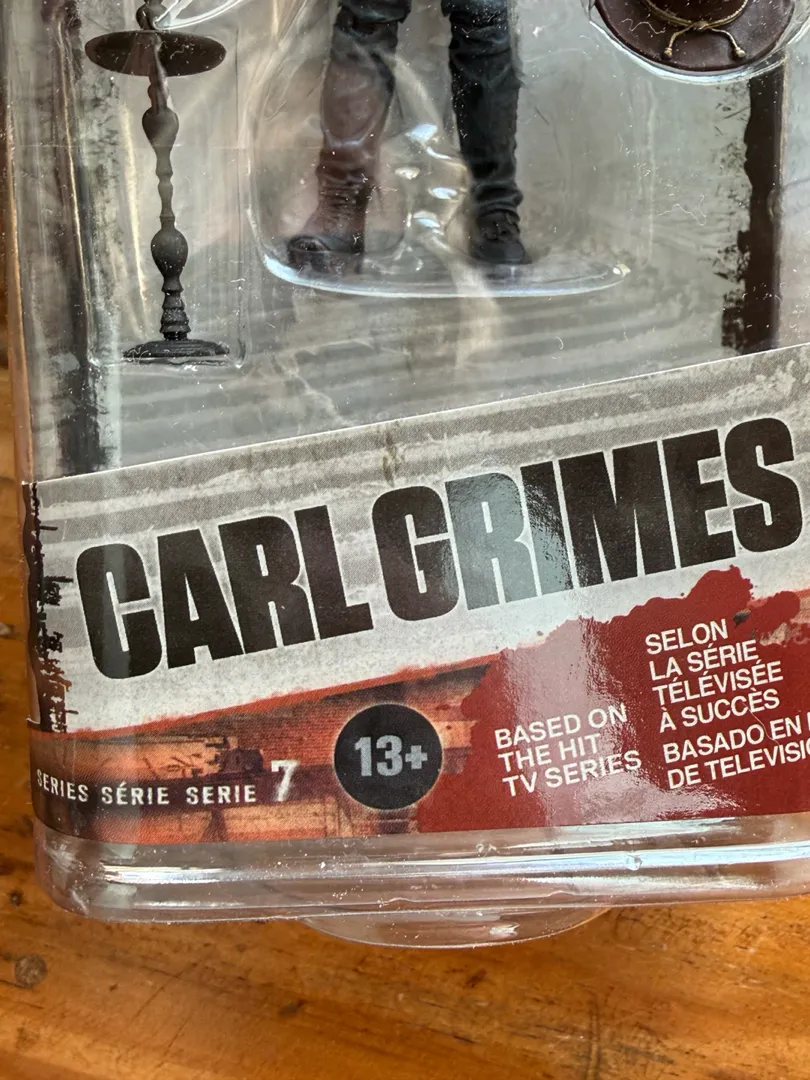 CARL GRIMES
SERIES SÉRIE SERIE 7
13+
BASED ON
THE HIT
TV SERIES
SELON
LA SÉRIE
TÉLÉVISÉE
À SUCCÈS
BASADO EN
DE TELEVISIÓ